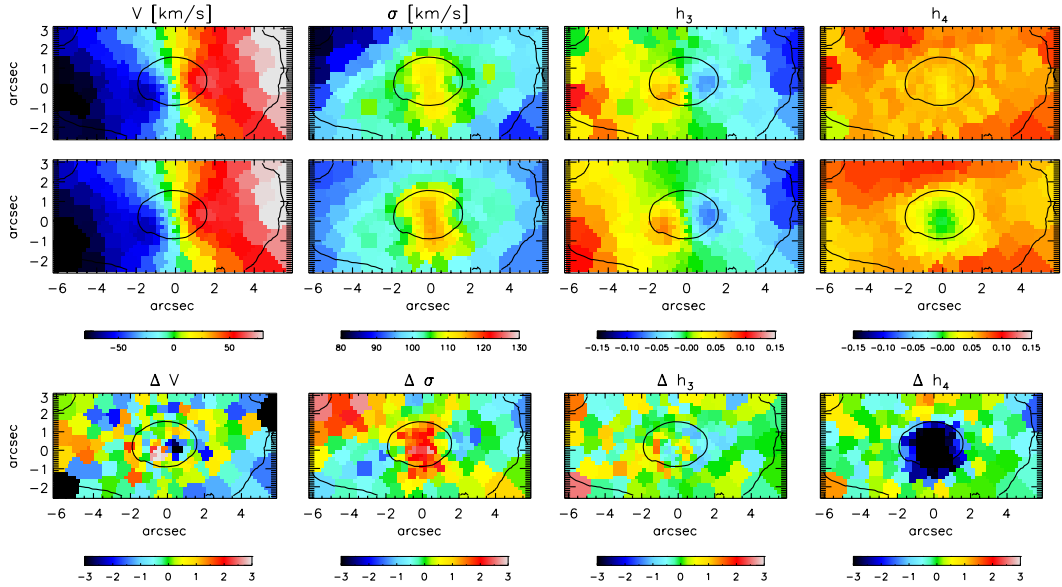 V [km/s] σ [km/s] h3 h4
arcsec 3 2 1 0 -1 -2
arcsec 3 2 1 0 -1 -2
-6 -4 -2 0 2 4 -6 -4 -2 0 2 4 -6 -4 -2 0 2 4 -6 -4 -2 0 2 4
arcsec arcsec arcsec arcsec
-50 0 50 80 90 100 110 120 130 -0.15 -0.10 -0.05 -0.00 0.05 0.10 0.15 -0.15 -0.10 -0.05 -0.00 0.05 0.10 0.15
Δ V Δ σ Δ h3 Δ h4
arcsec 3 2 1 0 -1 -2
-6 -4 -2 0 2 4 -6 -4 -2 0 2 4 -6 -4 -2 0 2 4 -6 -4 -2 0 2 4
arcsec arcsec arcsec arcsec
-3 -2 -1 0 1 2 3 -3 -2 -1 0 1 2 3 -3 -2 -1 0 1 2 3 -3 -2 -1 0 1 2 3